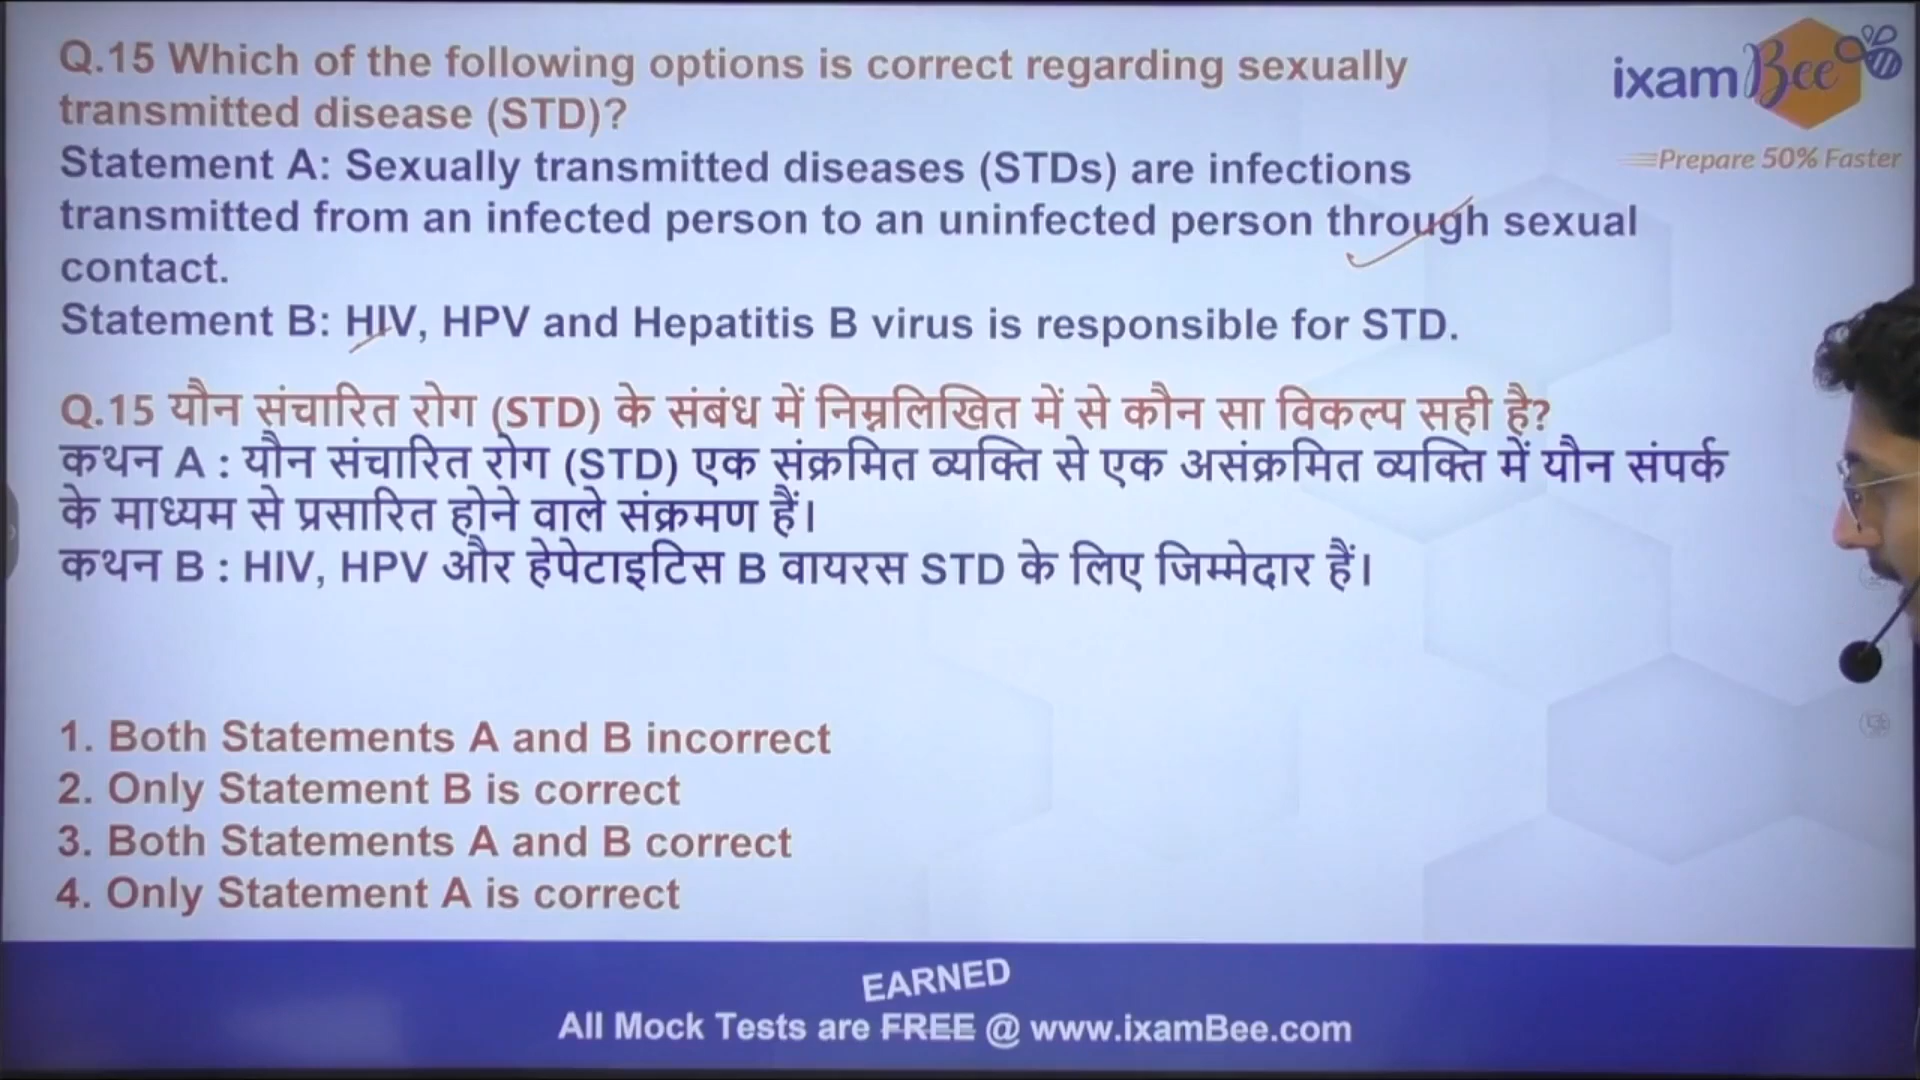 Q.15 Which of the following options is correct regarding sexually
transmitted disease (STD)?
Statement A: Sexually transmitted diseases (STDs) are infections
transmitted from an infected person to an uninfected person through sexual
contact.
Statement B: HIV, HPV and Hepatitis B virus is responsible for STD.
ixamBee
Prepare 50% Faster
Q.15 यौन संचारित रोग (STD) के संबंध में निम्नलिखित में से कौन सा विकल्प सही है?
कथन A : यौन संचारित रोग (STD) एक संक्रमित व्यक्ति से एक असंक्रमित व्यक्ति में यौन संपर्क
के माध्यम से प्रसारित होने वाले संक्रमण हैं।
कथन B : HIV, HPV और हेपेटाइटिस B वायरस STD के लिए जिम्मेदार हैं।
1. Both Statements A and B incorrect
2. Only Statement B is correct
3. Both Statements A and B correct
4. Only Statement A is correct
EARNED
All Mock Tests are FREE @ www.ixamBee.com